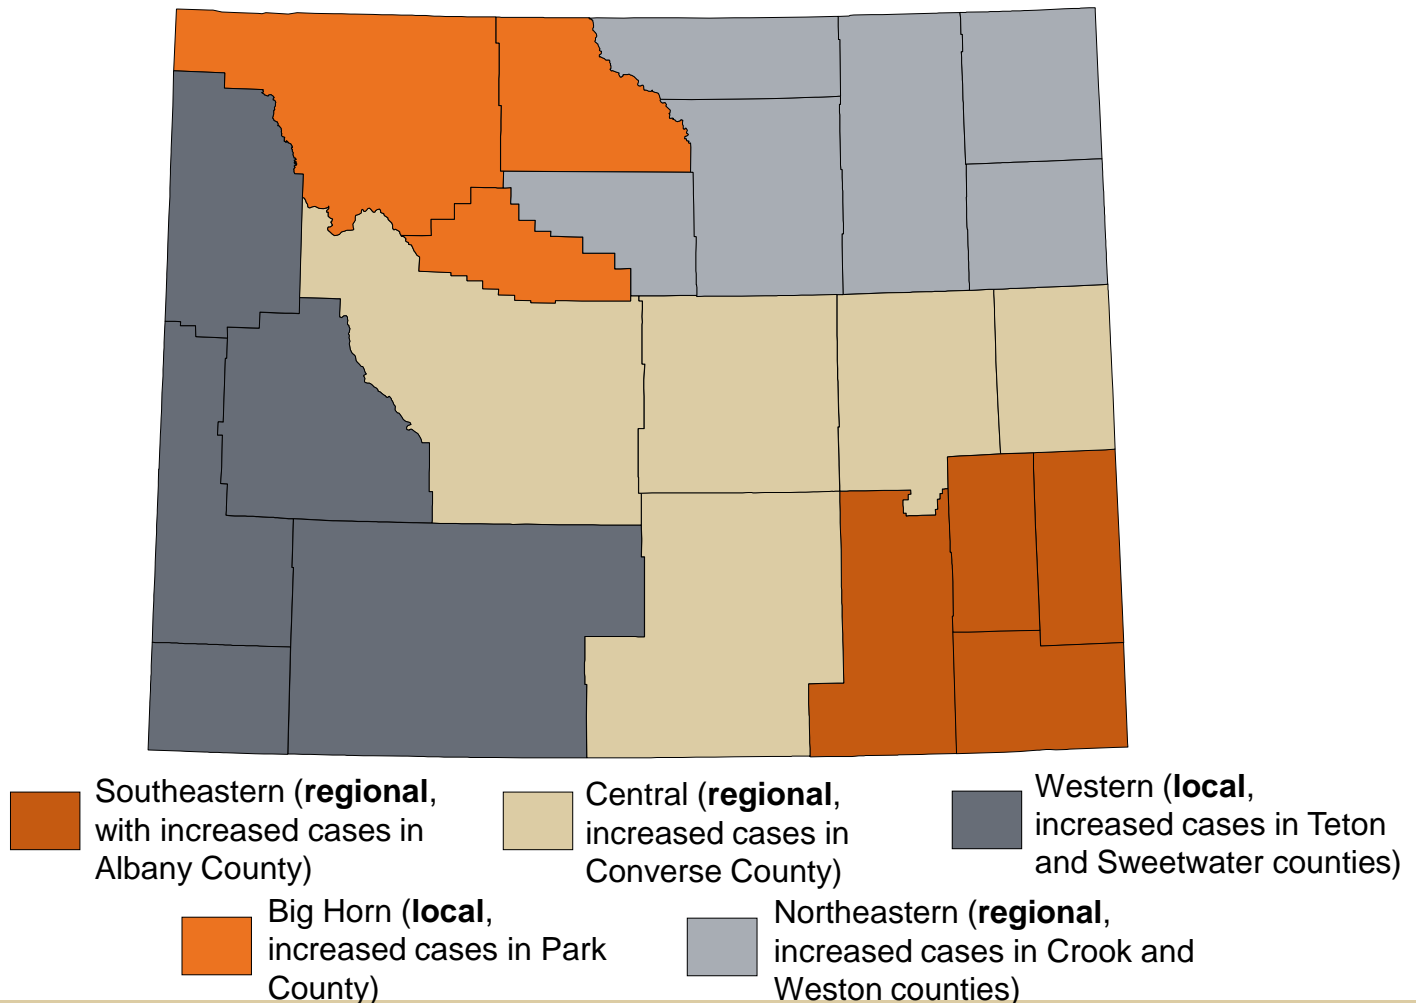 Southeastern (regional,
with increased cases in
Albany County)
Central (regional,
increased cases in
Converse County)
Western (local,
increased cases in Teton
and Sweetwater counties)
Big Horn (local,
increased cases in Park
County)
Northeastern (regional,
increased cases in Crook and
Weston counties)